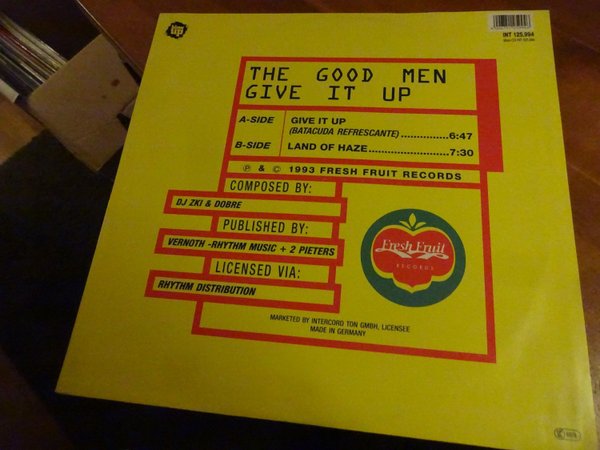 up
INT 125.994
THE GOOD MEN
GIVE IT UP
A-SIDE GIVE IT UP
(BATACUDA REFRESCANTE)...............6:47
B-SIDE LAND OF HAZE.........................7:30
Ⓟ & © 1993 FRESH FRUIT RECORDS
COMPOSED BY:
DJ ZKI & DOBRE
PUBLISHED BY:
VERNOTH -RHYTHM MUSIC + 2 PIETERS
LICENSED VIA:
RHYTHM DISTRIBUTION
Fresh Fruit
RECORDS
MARKETED BY INTERCORD TON GMBH, LICENSEE
MADE IN GERMANY